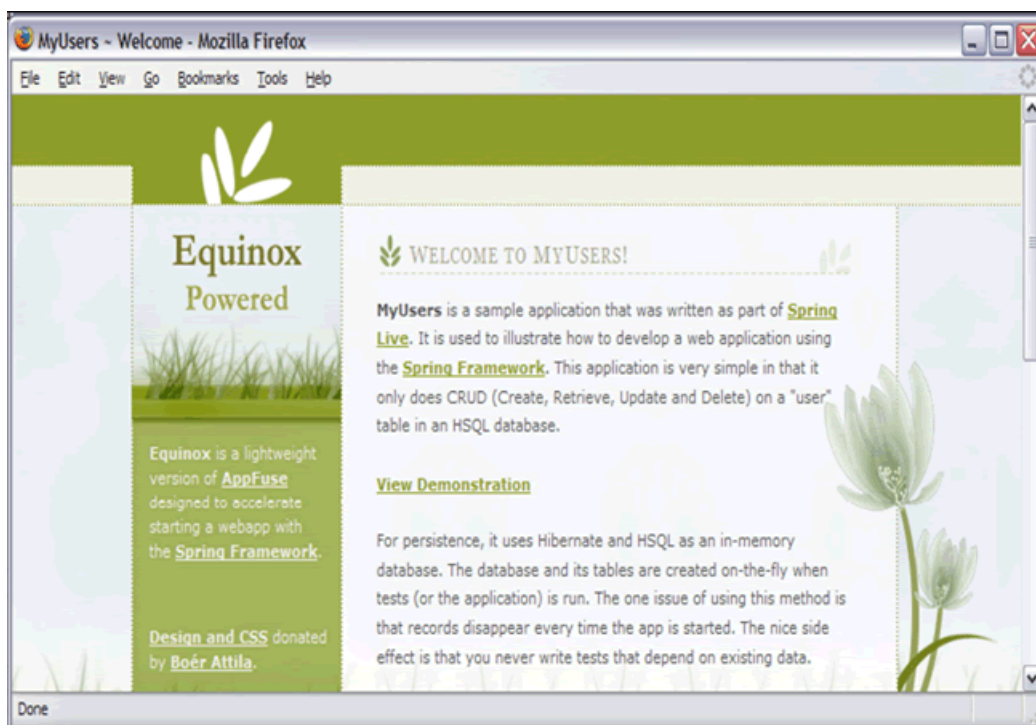 MyUsers ~ Welcome - Mozilla Firefox
File Edit View Go Bookmarks Tools Help
Equinox
Powered
Equinox is a lightweight
version of AppFuse
designed to accelerate
starting a webapp with
the Spring Framework.
Design and CSS donated
by Boér Attila.
WELCOME TO MYUSERS!
MyUsers is a sample application that was written as part of Spring
Live. It is used to illustrate how to develop a web application using
the Spring Framework. This application is very simple in that it
only does CRUD (Create, Retrieve, Update and Delete) on a "user"
table in an HSQL database.
View Demonstration
For persistence, it uses Hibernate and HSQL as an in-memory
database. The database and its tables are created on-the-fly when
tests (or the application) is run. The one issue of using this method is
that records disappear every time the app is started. The nice side
effect is that you never write tests that depend on existing data.
Done